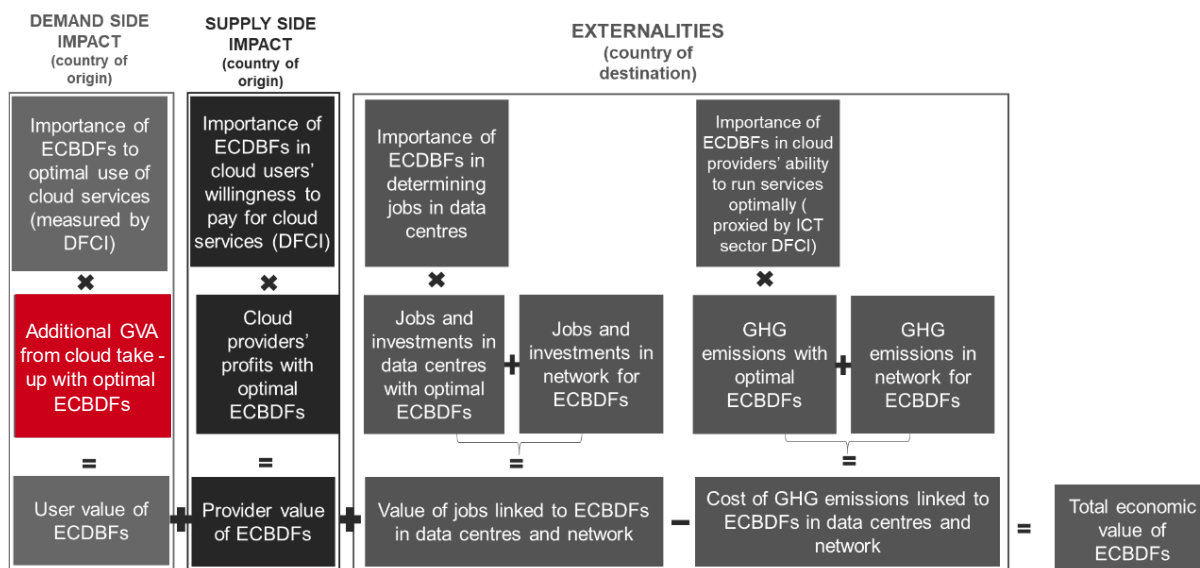 DEMAND SIDE
IMPACT
(country of
origin)
SUPPLY SIDE
IMPACT
(country of
origin)
EXTERNALITIES
(country of
destination)
Importance of
ECBDFs to
optimal use of
cloud services
(measured by
DFCI)
Importance of
ECDBFs in
cloud users'
willingness to
pay for cloud
services (DFCI)
Importance of
ECDBFs in
determining
jobs in data
centres
Importance of
ECDBFs in cloud
providers' ability
to run services
optimally (
proxied by ICT
sector DFCI)
×
×
×
×
Additional GVA
from cloud take -
up with optimal
ECBDFs
Cloud
providers'
profits with
optimal
ECBDFs
Jobs and
investments in
data centres
with optimal
ECBDFs
+
Jobs and
investments in
network for
ECBDFs
GHG
emissions with
optimal
ECBDFs
+
GHG
emissions in
network for
ECBDFs
=
=
=
=
User value of
ECDBFs
+
Provider value
of ECBDFs
+
Value of jobs linked to ECBDFs
in data centres and network
−
Cost of GHG emissions linked to
ECBDFs in data centres and
network
=
Total economic
value of
ECBDFs